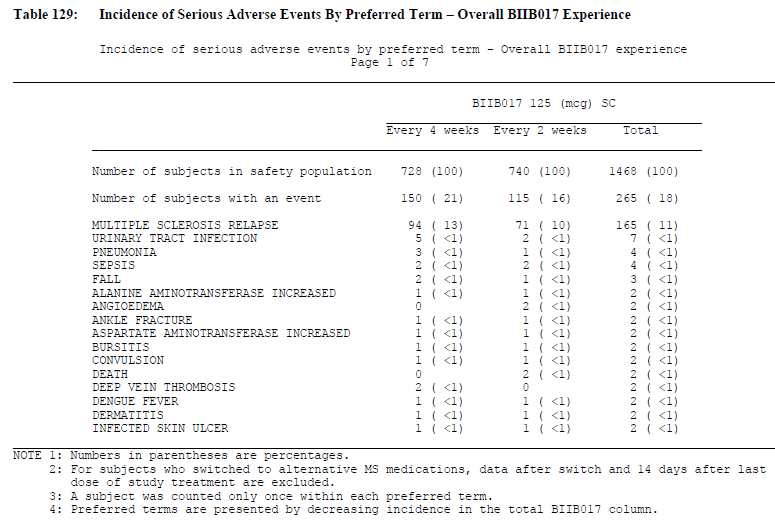 Table 129: Incidence of Serious Adverse Events By Preferred Term – Overall BIIB017 Experience
Incidence of serious adverse events by preferred term - Overall BIIB017 experience
Page 1 of 7
BIIB017 125 (mcg) SC
Every 4 weeks Every 2 weeks Total
Number of subjects in safety population 728 (100) 740 (100) 1468 (100)
Number of subjects with an event 150 ( 21) 115 ( 16) 265 ( 18)
MULTIPLE SCLEROSIS RELAPSE 94 ( 13) 71 ( 10) 165 ( 11)
URINARY TRACT INFECTION 5 ( <1) 2 ( <1) 7 ( <1)
PNEUMONIA 3 ( <1) 1 ( <1) 4 ( <1)
SEPSIS 2 ( <1) 2 ( <1) 4 ( <1)
FALL 2 ( <1) 1 ( <1) 3 ( <1)
ALANINE AMINOTRANSFERASE INCREASED 1 ( <1) 1 ( <1) 2 ( <1)
ANGIOEDEMA 0 2 ( <1) 2 ( <1)
ANKLE FRACTURE 1 ( <1) 1 ( <1) 2 ( <1)
ASPARTATE AMINOTRANSFERASE INCREASED 1 ( <1) 1 ( <1) 2 ( <1)
BURSITIS 1 ( <1) 1 ( <1) 2 ( <1)
CONVULSION 1 ( <1) 1 ( <1) 2 ( <1)
DEATH 0 2 ( <1) 2 ( <1)
DEEP VEIN THROMBOSIS 2 ( <1) 0 2 ( <1)
DENGUE FEVER 1 ( <1) 1 ( <1) 2 ( <1)
DERMATITIS 1 ( <1) 1 ( <1) 2 ( <1)
INFECTED SKIN ULCER 1 ( <1) 1 ( <1) 2 ( <1)
NOTE 1: Numbers in parentheses are percentages.
2: For subjects who switched to alternative MS medications, data after switch and 14 days after last
dose of study treatment are excluded.
3: A subject was counted only once within each preferred term.
4: Preferred terms are presented by decreasing incidence in the total BIIB017 column.